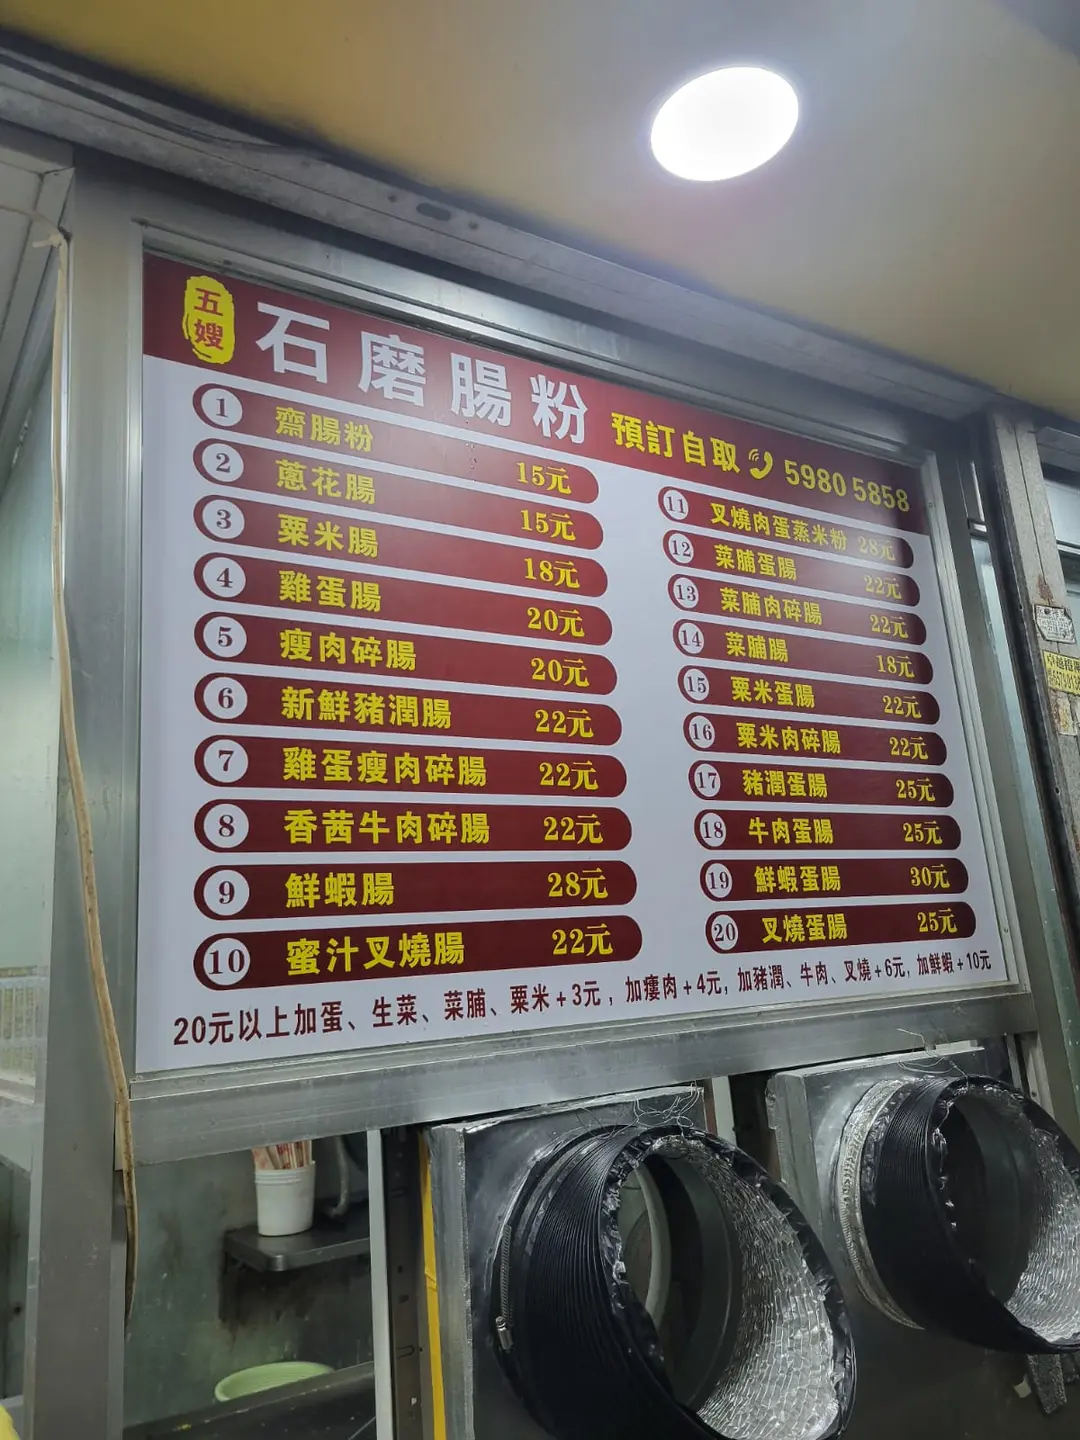 五嫂
石磨腸粉 預訂自取 5980 5858
1 齋腸粉 15元
2 蔥花腸 15元
3 粟米腸 18元
4 雞蛋腸 20元
5 瘦肉碎腸 20元
6 新鮮豬潤腸 22元
7 雞蛋瘦肉碎腸 22元
8 香茜牛肉碎腸 22元
9 鮮蝦腸 28元
10 蜜汁叉燒腸 22元
11 叉燒肉蛋蒸米粉 28元
12 菜脯蛋腸 22元
13 菜脯肉碎腸 22元
14 菜脯腸 18元
15 粟米蛋腸 22元
16 粟米肉碎腸 22元
17 豬潤蛋腸 25元
18 牛肉蛋腸 25元
19 鮮蝦蛋腸 30元
20 叉燒蛋腸 25元
20元以上加蛋、生菜、菜脯、粟米+3元，加瘻肉+4元，加豬潤、牛肉、叉燒+6元，加鮮蝦+10元